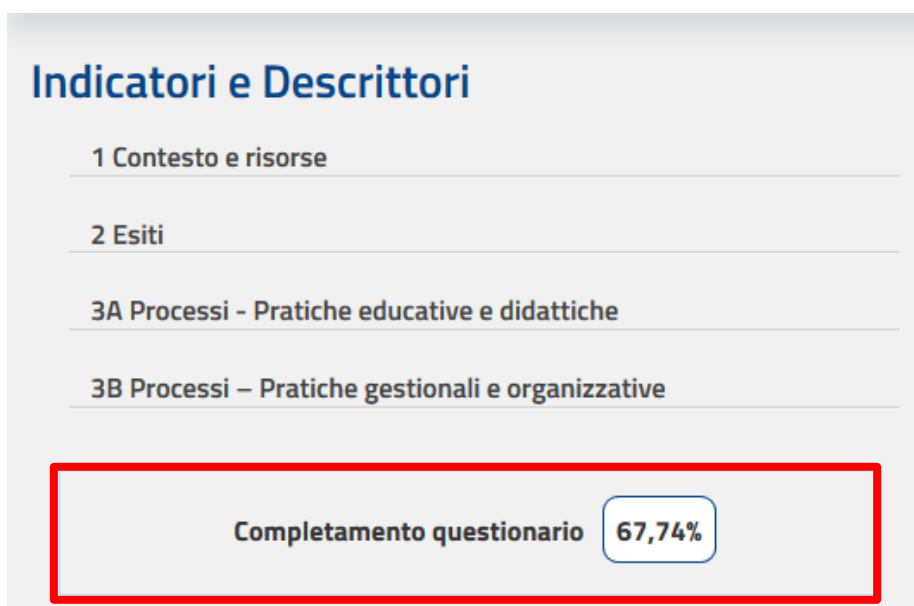 Indicatori e Descrittori
1 Contesto e risorse
2 Esiti
3A Processi - Pratiche educative e didattiche
3B Processi – Pratiche gestionali e organizzative
Completamento questionario 67,74%